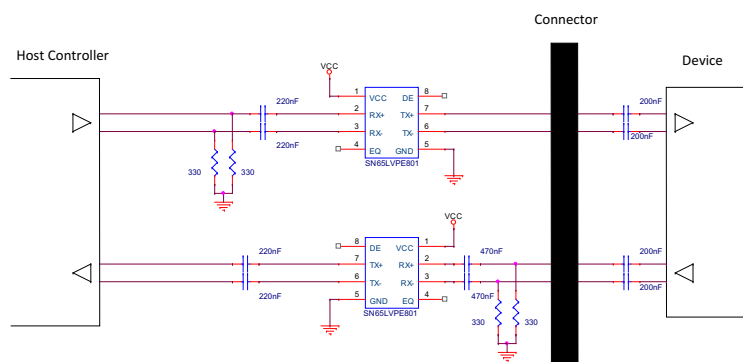 Connector
Host Controller
Device
VCC
220nF
1
VCC
DE
8
200nF
2
RX+
TX+
7
3
RX-
TX-
6
220nF
200nF
4
EQ
GND
5
SN65LVPE801
330
330
VCC
8
DE
VCC
1
220nF
7
TX+
RX+
2
470nF
200nF
6
TX-
RX-
3
220nF
470nF
200nF
5
GND
EQ
4
SN65LVPE801
330
330